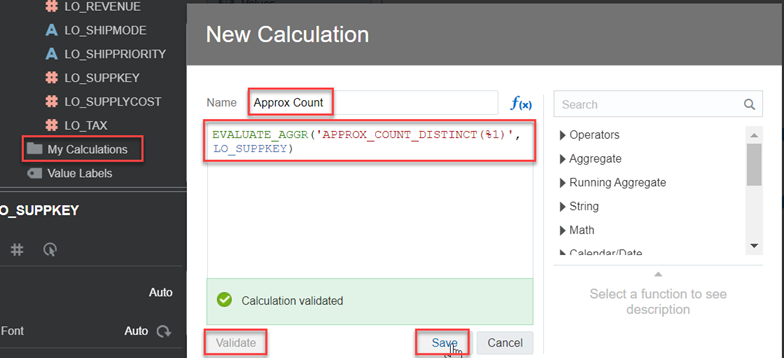 Values
# LO_REVENUE
A LO_SHIPMODE
A LO_SHIPPRIORITY
# LO_SUPPKEY
# LO_SUPPLYCOST
# LO_TAX
My Calculations
Value Labels
LO_SUPPKEY
#
Auto
Font Auto
New Calculation
Name Approx Count f(x)
EVALUATE_AGGR('APPROX_COUNT_DISTINCT(%1)',
LO_SUPPKEY)
Calculation validated
Validate Save Cancel
Search
Operators
Aggregate
Running Aggregate
String
Math
Calendar/Date
Select a function to see
description